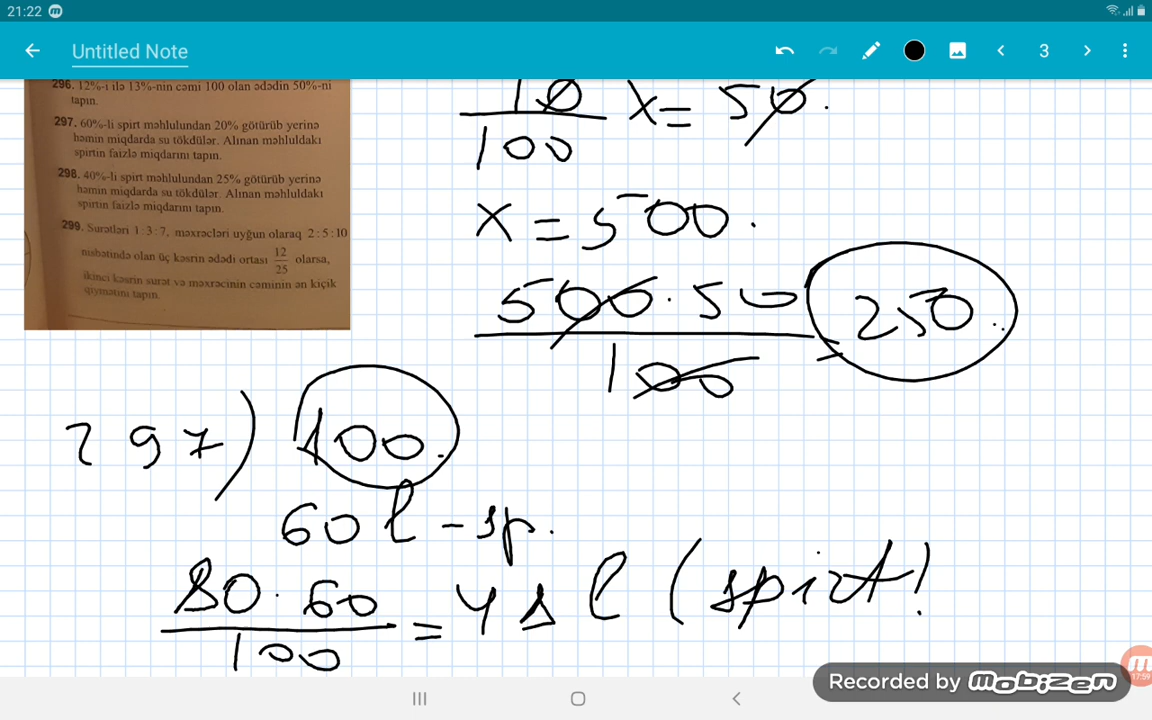 21:22
Untitled Note
3
296. 12%-i ilə 13%-nin cəmi 100 olan ədədin 50%-ni
tapın.
297. 60%-li spirt məhlulundan 20% götürüb yerinə
həmin miqdarda su tökdülər. Alınan məhluldakı
spirtin faizlə miqdarını tapın.
298. 40%-li spirt məhlulundan 25% götürüb yerinə
həmin miqdarda su tökdülər. Alınan məhluldakı
spirtin faizlə miqdarını tapın.
299. Surətləri 1:3:7, məxrəcləri uyğun olaraq 2:5:10
nisbətində olan üç kəsrin ədədi ortası 12/25 olarsa,
ikinci kəsrin surət və məxrəcinin cəminin ən kiçik
qiymətini tapın.
10/100 x = 50.
x = 500.
500·50/100 = 250.
297) 100.
60 l - sp.
80·60/100 = 48 l (spirt)
Recorded by mobizen
17:59